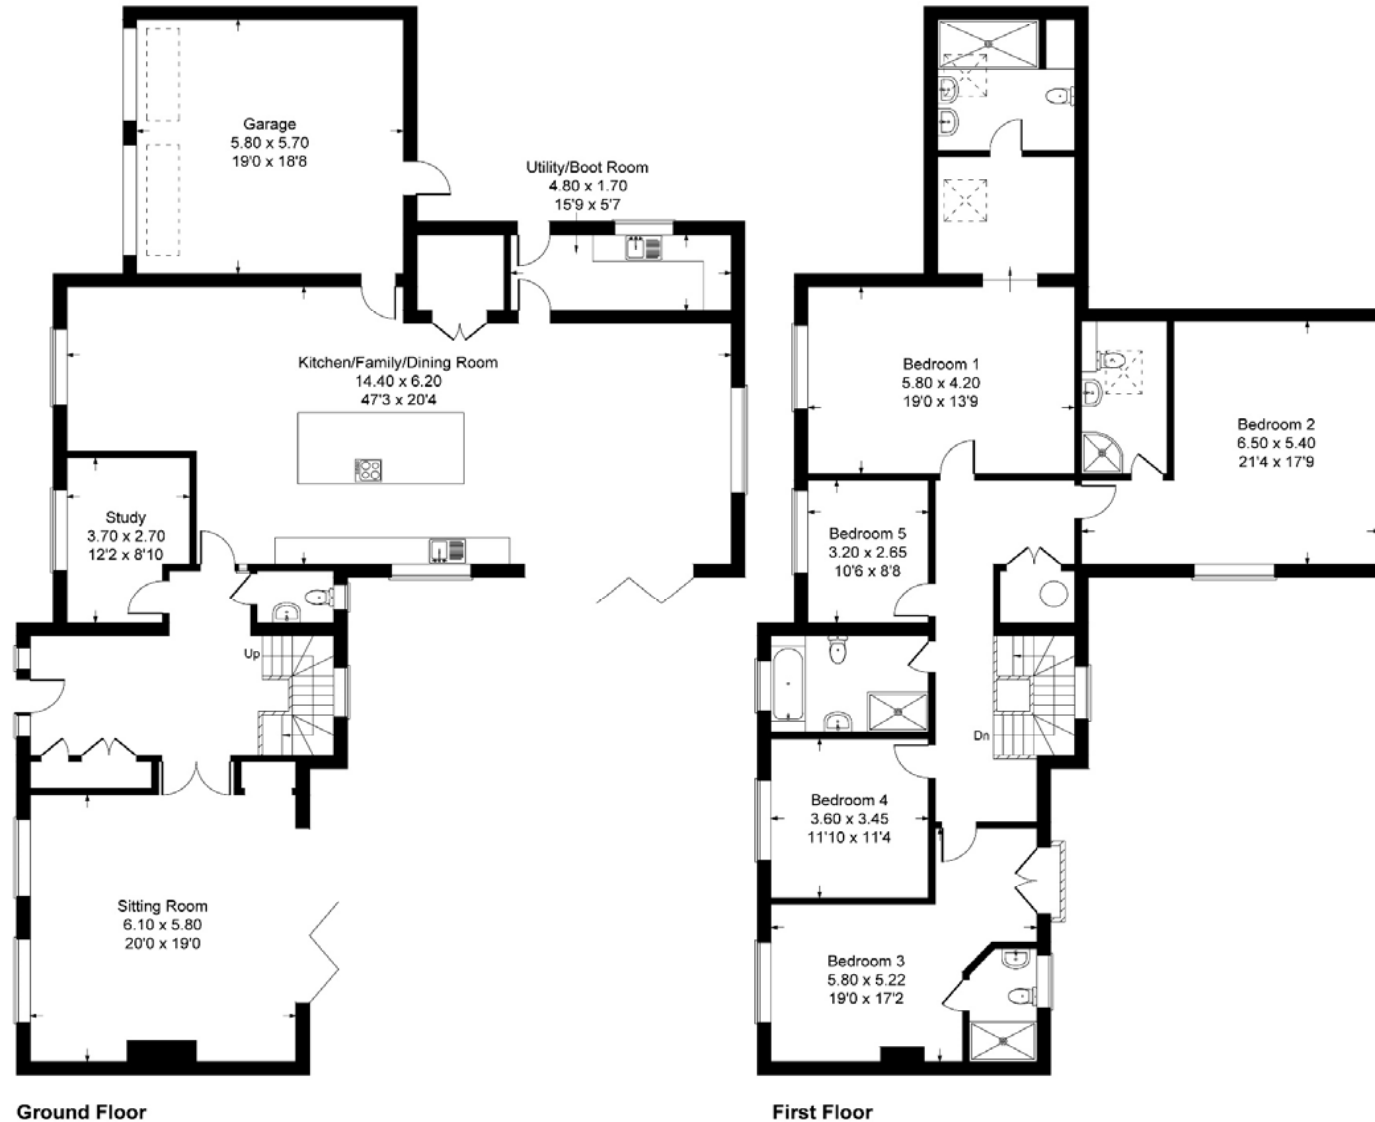 Garage
5.80 x 5.70
19'0 x 18'8
Utility/Boot Room
4.80 x 1.70
15'9 x 5'7
Kitchen/Family/Dining Room
14.40 x 6.20
47'3 x 20'4
Study
3.70 x 2.70
12'2 x 8'10
Up
Sitting Room
6.10 x 5.80
20'0 x 19'0
Ground Floor
Bedroom 1
5.80 x 4.20
19'0 x 13'9
Bedroom 2
6.50 x 5.40
21'4 x 17'9
Bedroom 5
3.20 x 2.65
10'6 x 8'8
Dn
Bedroom 4
3.60 x 3.45
11'10 x 11'4
Bedroom 3
5.80 x 5.22
19'0 x 17'2
First Floor